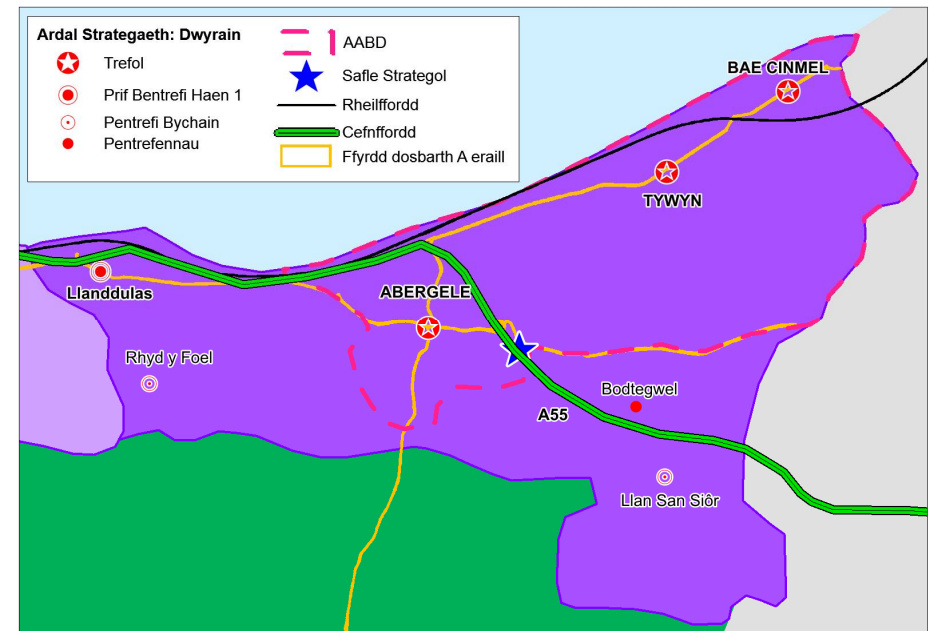 Ardal Strategaeth: Dwyrain
Trefol
Prif Bentrefi Haen 1
Pentrefi Bychain
Pentrefennau
AABD
Safle Strategol
Rheilffordd
Cefnffordd
Ffyrdd dosbarth A eraill
BAE CINMEL
TYWYN
ABERGELE
Llanddulas
Rhyd y Foel
Bodtegwel
A55
Llan San Siôr